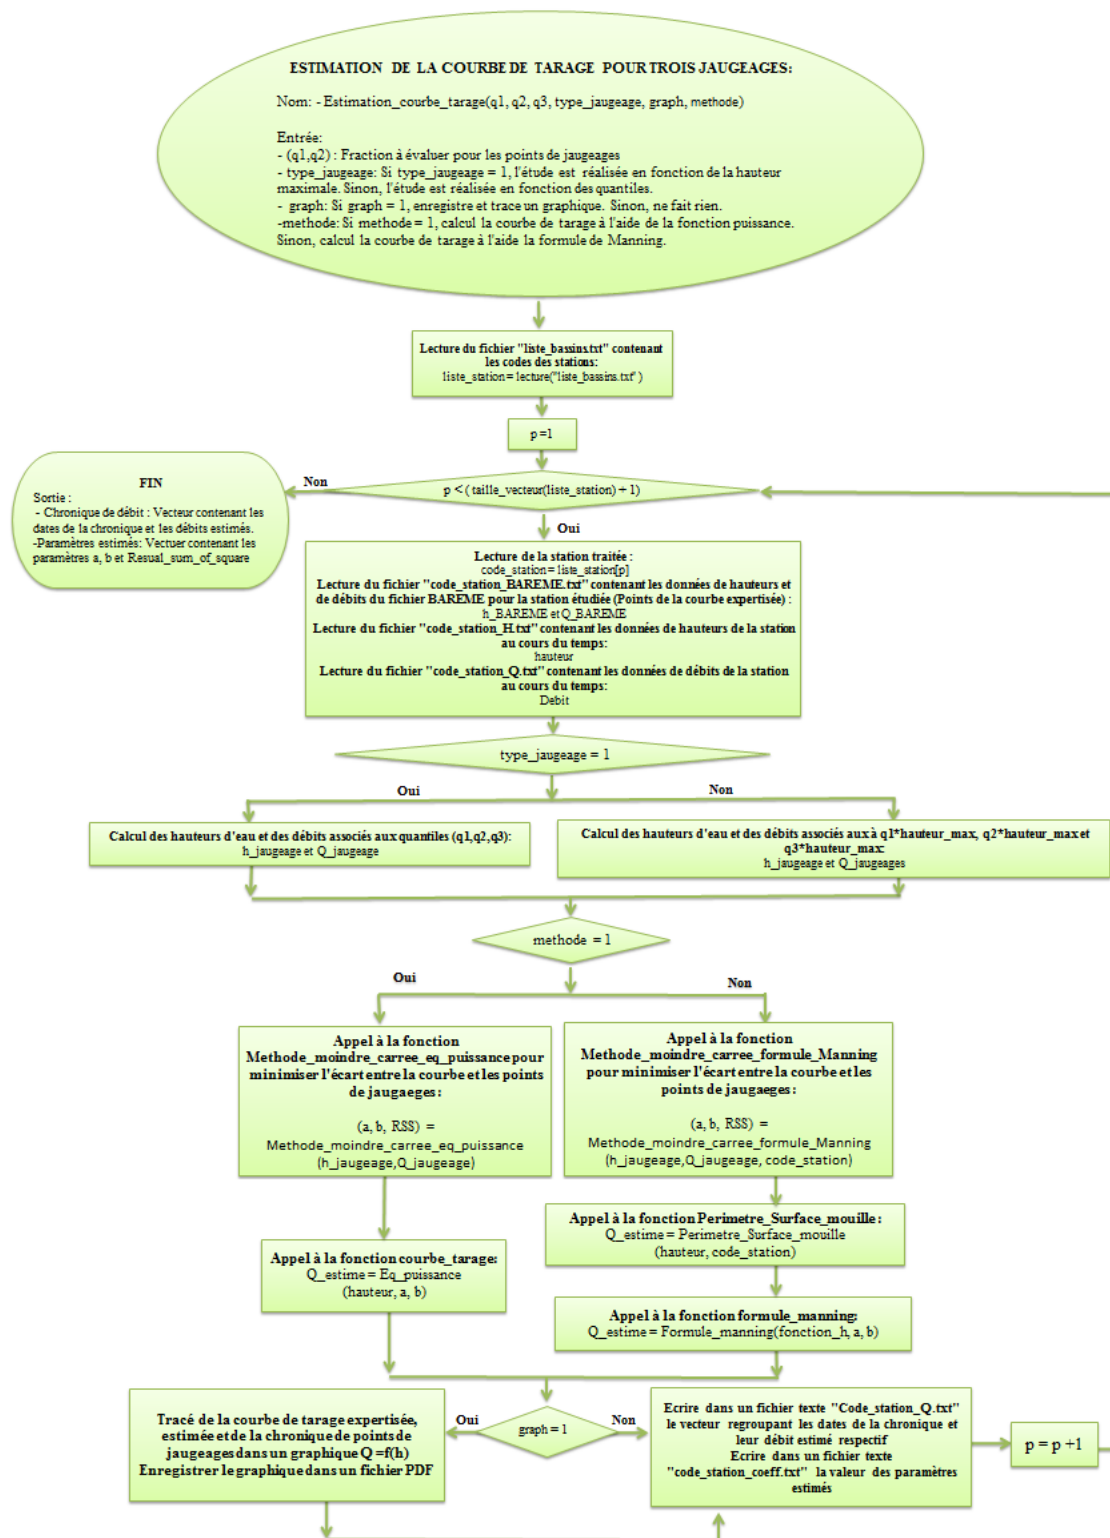 ESTIMATION DE LA COURBE DE TARAGE POUR TROIS JAUGEAGES:
Nom: - Estimation_courbe_tarage(q1, q2, q3, type_jaugeage, graph, methode)
Entrée:
- (q1,q2) : Fraction à évaluer pour les points de jaugeages
- type_jaugeage: Si type_jaugeage = 1, l'étude est réalisée en fonction de la hauteur
maximale. Sinon, l'étude est réalisée en fonction des quantiles.
- graph: Si graph = 1, enregistre et trace un graphique. Sinon, ne fait rien.
-methode: Si methode = 1, calcul la courbe de tarage à l'aide de la fonction puissance.
Sinon, calcul la courbe de tarage à l'aide la formule de Manning.
Lecture du fichier "liste_bassins.txt" contenant
les codes des stations:
liste_station = lecture("liste_bassins.txt" )
p =1
p < ( taille_vecteur(liste_station) + 1)
Non
FIN
Sortie :
- Chronique de débit : Vecteur contenant les
dates de la chronique et les débits estimés.
-Paramètres estimés: Vectuer contenant les
paramètres a, b et Resual_sum_of_square
Oui
Lecture de la station traitée :
code_station = liste_station[p]
Lecture du fichier "code_station_BAREME.txt" contenant les données de hauteurs et
de débits du fichier BAREME pour la station étudiée (Points de la courbe expertisée) :
h_BAREME et Q_BAREME
Lecture du fichier "code_station_H.txt" contenant les données de hauteurs de la station
au cours du temps:
hauteur
Lecture du fichier "code_station_Q.txt" contenant les données de débits de la station
au cours du temps:
Debit
type_jaugeage = 1
Oui
Non
Calcul des hauteurs d'eau et des débits associés aux quantiles (q1,q2,q3):
h_jaugeage et Q_jaugeage
Calcul des hauteurs d'eau et des débits associés aux à q1*hauteur_max, q2*hauteur_max et
q3*hauteur_max:
h_jaugeage et Q_jaugeages
methode = 1
Oui
Non
Appel à la fonction
Methode_moindre_carree_eq_puissance pour
minimiser l'écart entre la courbe et les points
de jaugaeges :
(a, b, RSS) =
Methode_moindre_carree_eq_puissance
(h_jaugeage,Q_jaugeage)
Appel à la fonction
Methode_moindre_carree_formule_Manning
pour minimiser l'écart entre la courbe et les
points de jaugeages :
(a, b, RSS) =
Methode_moindre_carree_formule_Manning
(h_jaugeage,Q_jaugeage, code_station)
Appel à la fonction Perimetre_Surface_mouille :
Q_estime = Perimetre_Surface_mouille
(hauteur, code_station)
Appel à la fonction courbe_tarage:
Q_estime = Eq_puissance
(hauteur, a, b)
Appel à la fonction formule_manning:
Q_estime = Formule_manning(fonction_h, a, b)
Tracé de la courbe de tarage expertisée,
estimée et de la chronique de points de
jaugeages dans un graphique Q =f(h)
Enregistrer le graphique dans un fichier PDF
Oui
graph = 1
Non
Ecrire dans un fichier texte "Code_station_Q.txt"
le vecteur regroupant les dates de la chronique et
leur débit estimé respectif
Ecrire dans un fichier texte
"code_station_coeff.txt" la valeur des paramètres
estimés
p = p +1